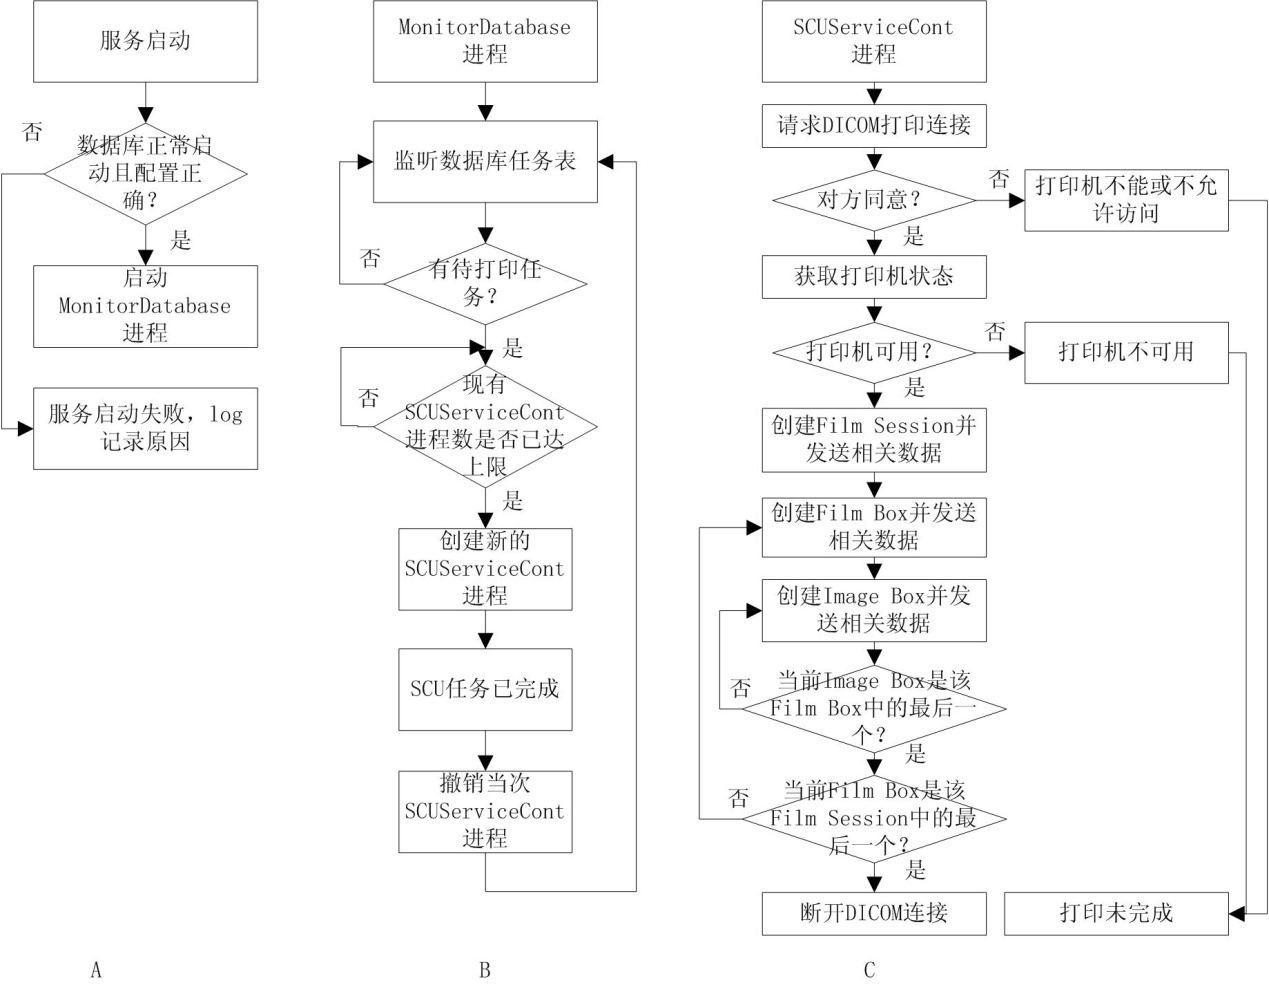 服务启动
否
数据库正常启
动且配置正
确？
是
启动
MonitorDatabase
进程
服务启动失败，log
记录原因
A
MonitorDatabase
进程
监听数据库任务表
否
有待打印任
务？
是
否
现有
SCUServiceCont
进程数是否已达
上限
是
创建新的
SCUServiceCont
进程
SCU任务已完成
撤销当次
SCUServiceCont
进程
B
SCUServiceCont
进程
请求DICOM打印连接
对方同意？
否
打印机不能或不允
许访问
是
获取打印机状态
打印机可用？
否
打印机不可用
是
创建Film Session并
发送相关数据
创建Film Box并发送
相关数据
创建Image Box并发
送相关数据
否
当前Image Box是该
Film Box中的最后一
个？
是
否
当前Film Box是该
Film Session中的最
后一个？
是
断开DICOM连接
打印未完成
C